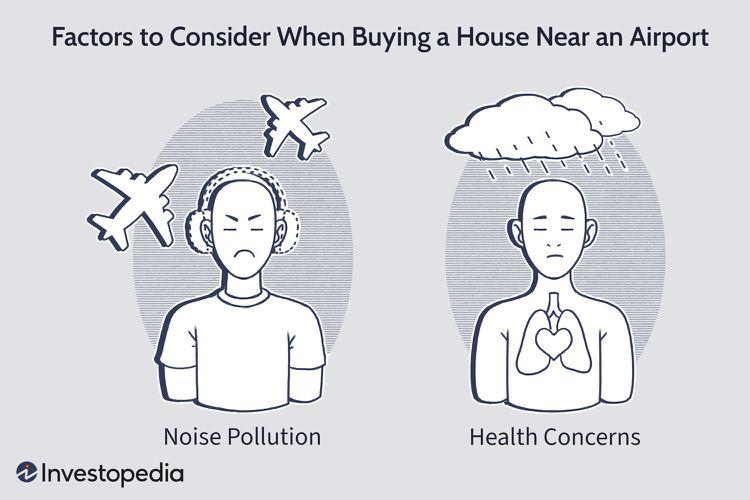 Factors to Consider When Buying a House Near an Airport
Noise Pollution
Health Concerns
Investopedia